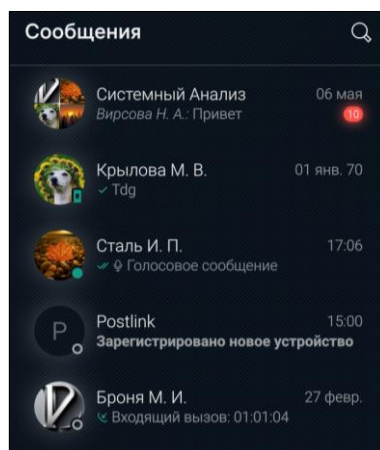 Сообщения
Системный Анализ 06 мая
Вирсова Н. А.: Привет 10
Крылова М. В. 01 янв. 70
Tdg
Сталь И. П. 17:06
Голосовое сообщение
P Postlink 15:00
Зарегистрировано новое устройство
Броня М. И. 27 февр.
Входящий вызов: 01:01:04